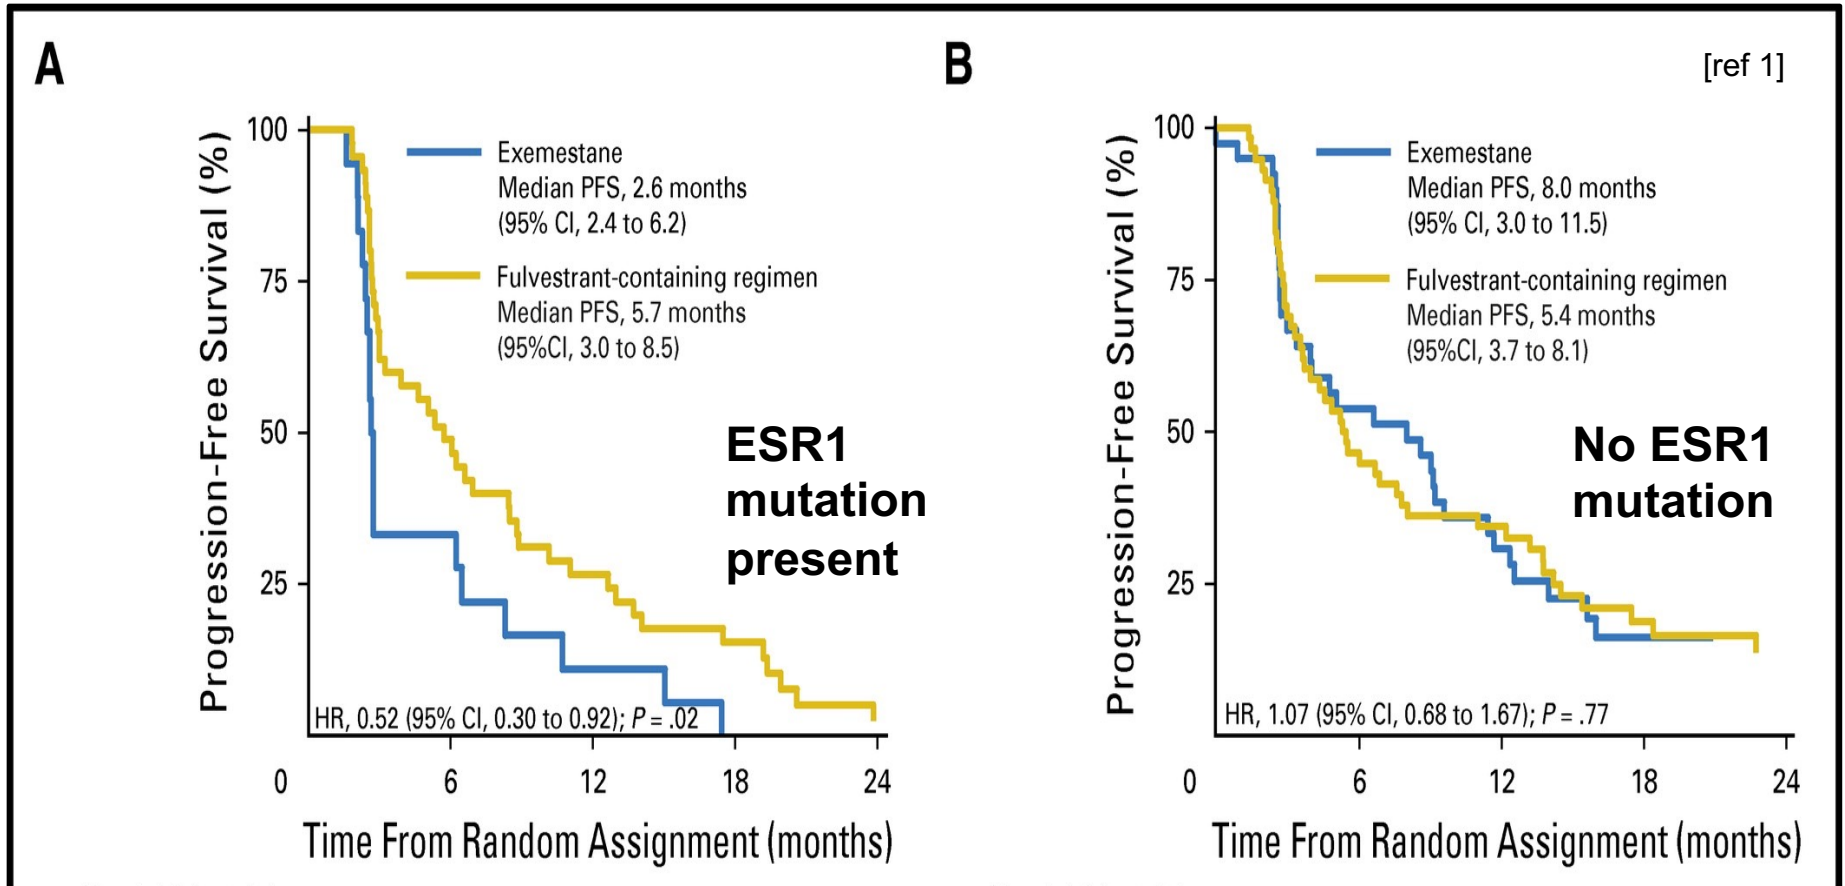 A
Progression-Free Survival (%)
100
75
50
25
Exemestane
Median PFS, 2.6 months
(95% CI, 2.4 to 6.2)
Fulvestrant-containing regimen
Median PFS, 5.7 months
(95%CI, 3.0 to 8.5)
ESR1
mutation
present
HR, 0.52 (95% CI, 0.30 to 0.92); P = .02
0 6 12 18 24
Time From Random Assignment (months)
B
[ref 1]
Progression-Free Survival (%)
100
75
50
25
Exemestane
Median PFS, 8.0 months
(95% CI, 3.0 to 11.5)
Fulvestrant-containing regimen
Median PFS, 5.4 months
(95%CI, 3.7 to 8.1)
No ESR1
mutation
HR, 1.07 (95% CI, 0.68 to 1.67); P = .77
0 6 12 18 24
Time From Random Assignment (months)